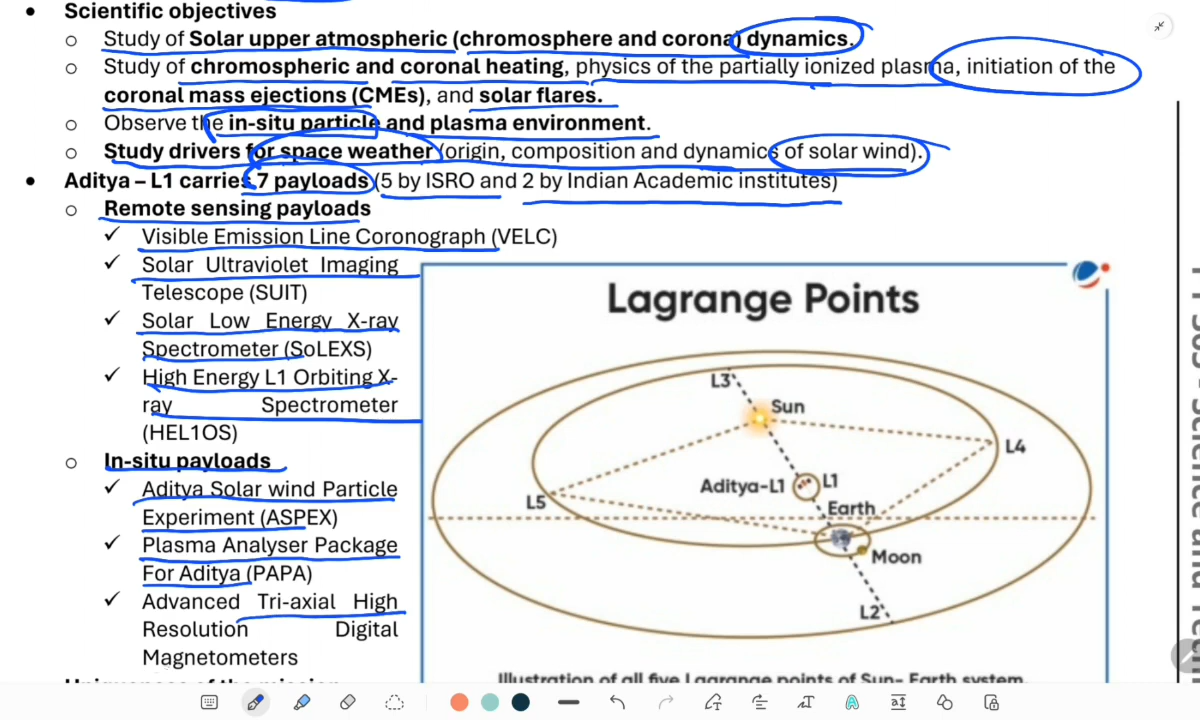 • Scientific objectives
o Study of Solar upper atmospheric (chromosphere and corona) dynamics.
o Study of chromospheric and coronal heating, physics of the partially ionized plasma, initiation of the
coronal mass ejections (CMEs), and solar flares.
o Observe the in-situ particle and plasma environment.
o Study drivers for space weather (origin, composition and dynamics of solar wind).
• Aditya – L1 carries 7 payloads (5 by ISRO and 2 by Indian Academic institutes)
o Remote sensing payloads
✓ Visible Emission Line Coronograph (VELC)
✓ Solar Ultraviolet Imaging
Telescope (SUIT)
✓ Solar Low Energy X-ray
Spectrometer (SoLEXS)
✓ High Energy L1 Orbiting X-
ray Spectrometer
(HEL1OS)
o In-situ payloads
✓ Aditya Solar wind Particle
Experiment (ASPEX)
✓ Plasma Analyser Package
For Aditya (PAPA)
✓ Advanced Tri-axial High
Resolution Digital
Magnetometers
Uniqueness of the mission
Lagrange Points
L3
Sun
L4
Aditya-L1 L1
L5
Earth
Moon
L2
Illustration of all five Lagrange points of Sun- Earth system
Science and